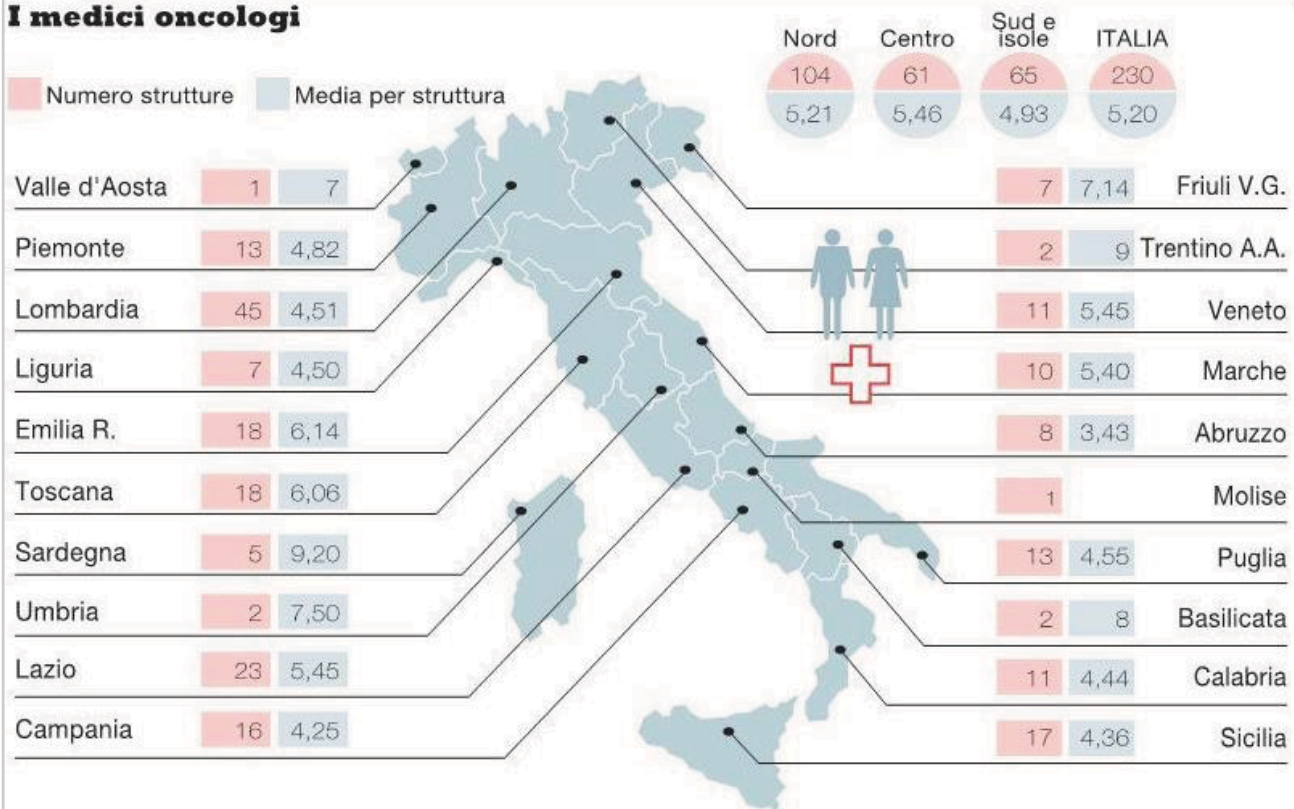 I medici oncologi
Numero strutture Media per struttura
Nord Centro Sud e isole ITALIA
104 61 65 230
5,21 5,46 4,93 5,20
Valle d'Aosta 1 7
Piemonte 13 4,82
Lombardia 45 4,51
Liguria 7 4,50
Emilia R. 18 6,14
Toscana 18 6,06
Sardegna 5 9,20
Umbria 2 7,50
Lazio 23 5,45
Campania 16 4,25
7 7,14 Friuli V.G.
2 9 Trentino A.A.
11 5,45 Veneto
10 5,40 Marche
8 3,43 Abruzzo
1 Molise
13 4,55 Puglia
2 8 Basilicata
11 4,44 Calabria
17 4,36 Sicilia